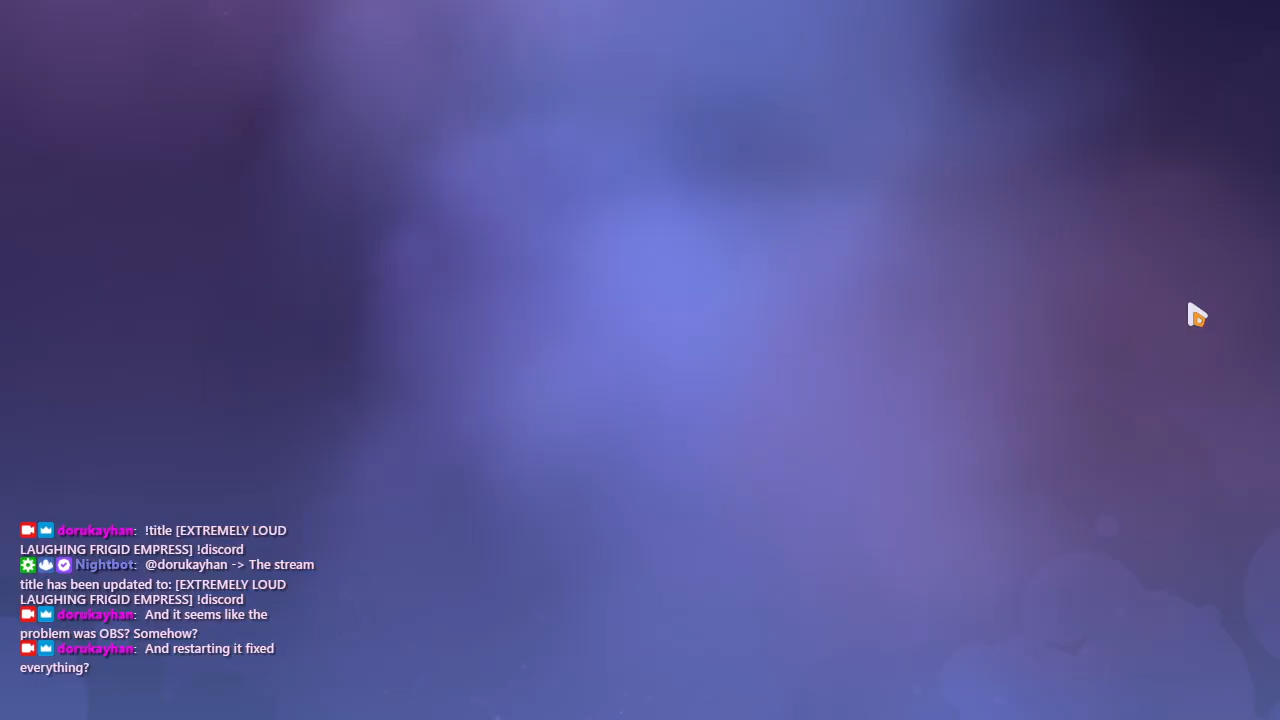 dorukayhan: !title [EXTREMELY LOUD
LAUGHING FRIGID EMPRESS] !discord
Nightbot: @dorukayhan -> The stream
title has been updated to: [EXTREMELY LOUD
LAUGHING FRIGID EMPRESS] !discord
dorukayhan: And it seems like the
problem was OBS? Somehow?
dorukayhan: And restarting it fixed
everything?